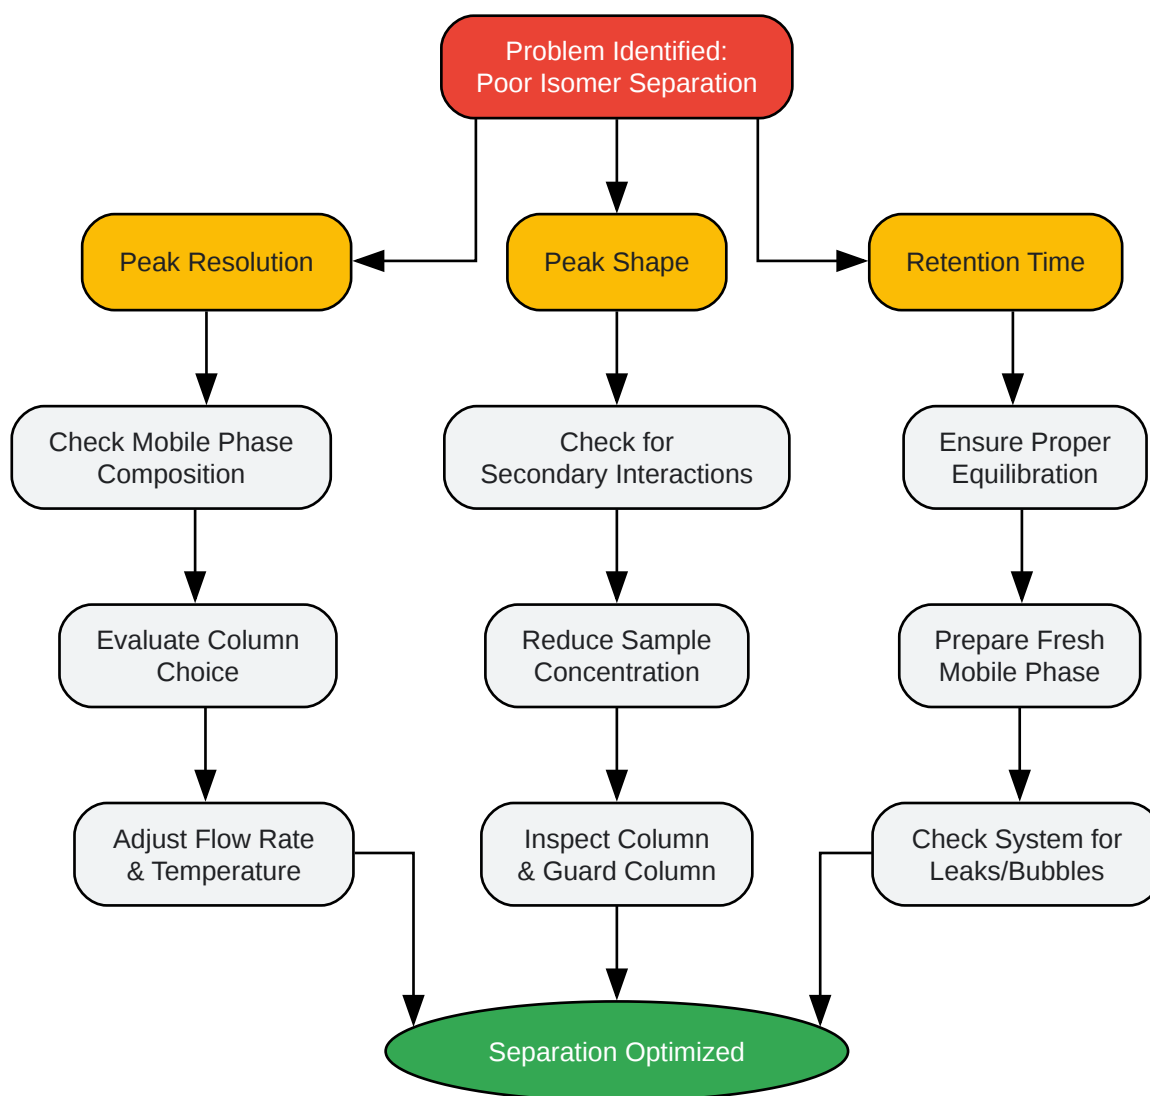 Problem Identified:
Poor Isomer Separation
Peak Resolution
Peak Shape
Retention Time
Check Mobile Phase
Composition
Check for
Secondary Interactions
Ensure Proper
Equilibration
Evaluate Column
Choice
Reduce Sample
Concentration
Prepare Fresh
Mobile Phase
Adjust Flow Rate
& Temperature
Inspect Column
& Guard Column
Check System for
Leaks/Bubbles
Separation Optimized